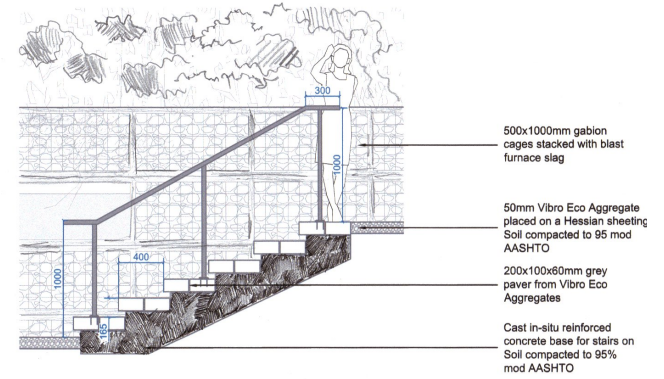 300
500x1000mm gabion
cages stacked with blast
furnace slag
1000
50mm Vibro Eco Aggregate
placed on a Hessian sheeting
Soil compacted to 95 mod
AASHTO
400
200x100x60mm grey
paver from Vibro Eco
Aggregates
1000
165
Cast in-situ reinforced
concrete base for stairs on
Soil compacted to 95%
mod AASHTO